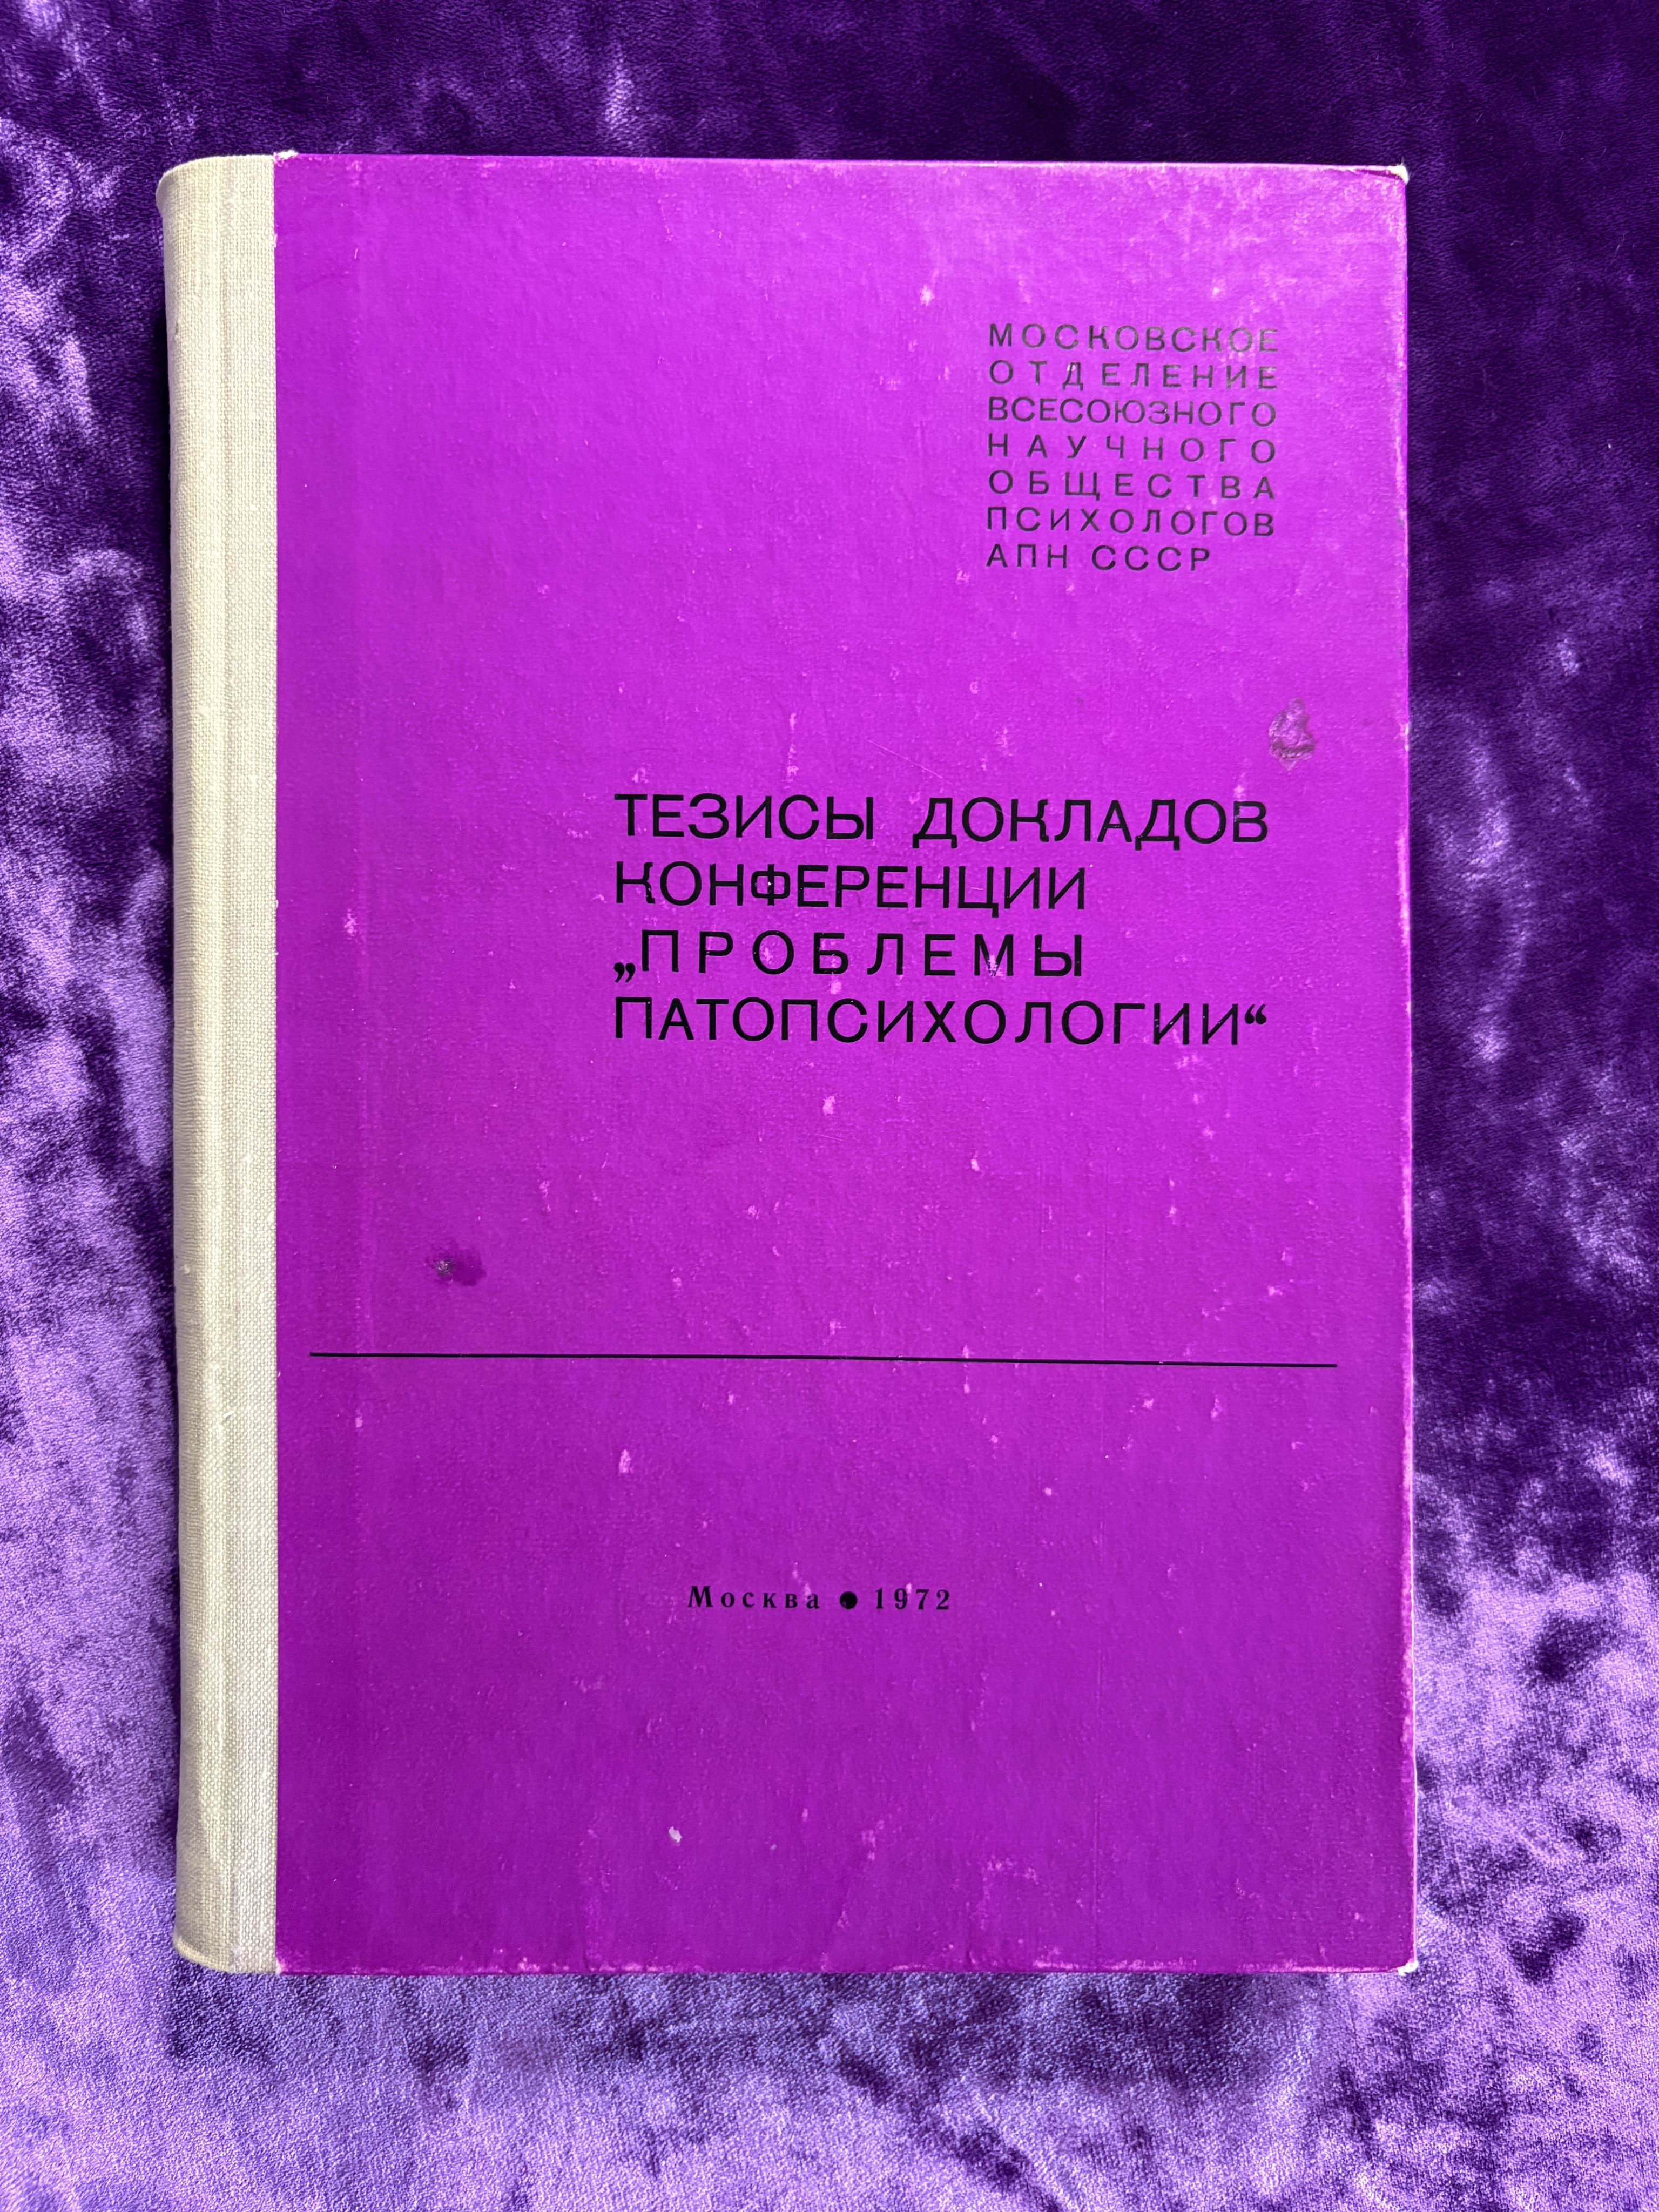 МОСКОВСКОЕ
ОТДЕЛЕНИЕ
ВСЕСОЮЗНОГО
НАУЧНОГО
ОБЩЕСТВА
ПСИХОЛОГОВ
АПН СССР
ТЕЗИСЫ ДОКЛАДОВ
КОНФЕРЕНЦИИ
„ПРОБЛЕМЫ
ПАТОПСИХОЛОГИИ“
Москва ● 1972